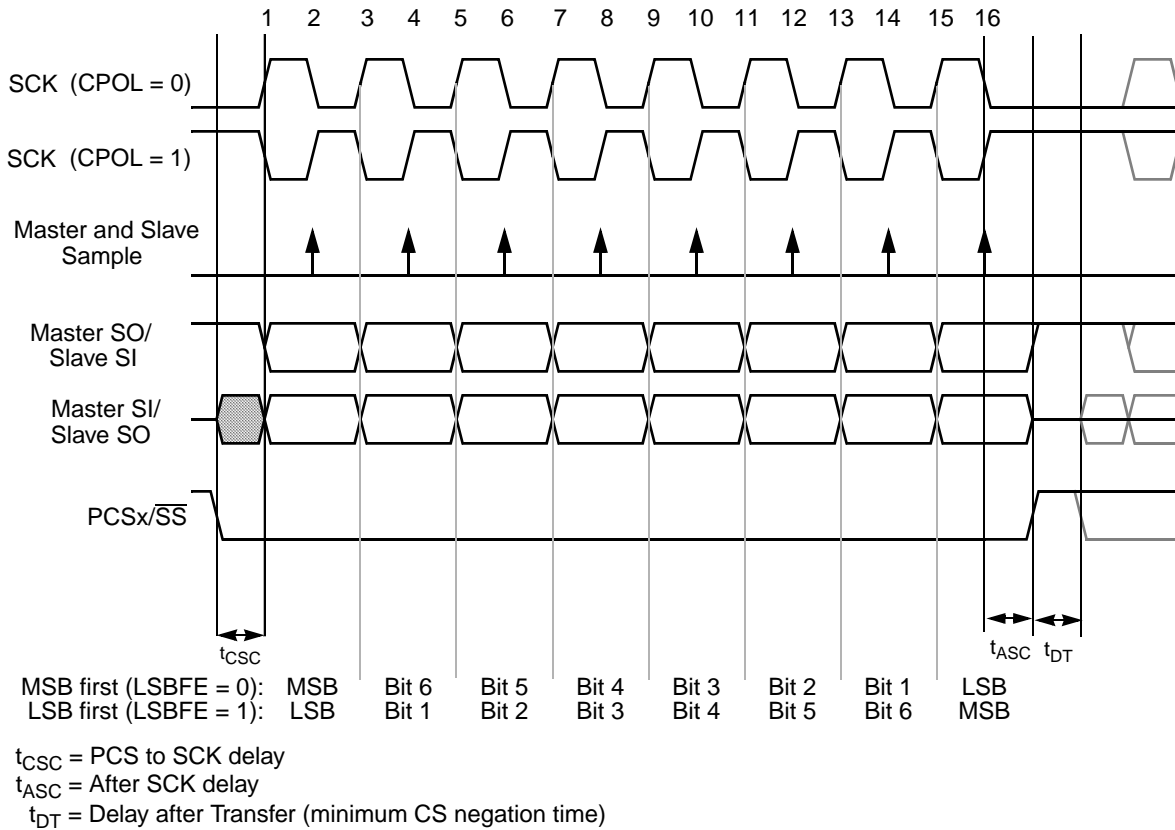 1 2 3 4 5 6 7 8 9 10 11 12 13 14 15 16
SCK (CPOL = 0)
SCK (CPOL = 1)
Master and Slave
Sample
Master SO/
Slave SI
Master SI/
Slave SO
PCSx/SS
tCSC
tASC tDT
MSB first (LSBFE = 0): MSB Bit 6 Bit 5 Bit 4 Bit 3 Bit 2 Bit 1 LSB
LSB first (LSBFE = 1): LSB Bit 1 Bit 2 Bit 3 Bit 4 Bit 5 Bit 6 MSB
tCSC = PCS to SCK delay
tASC = After SCK delay
tDT = Delay after Transfer (minimum CS negation time)